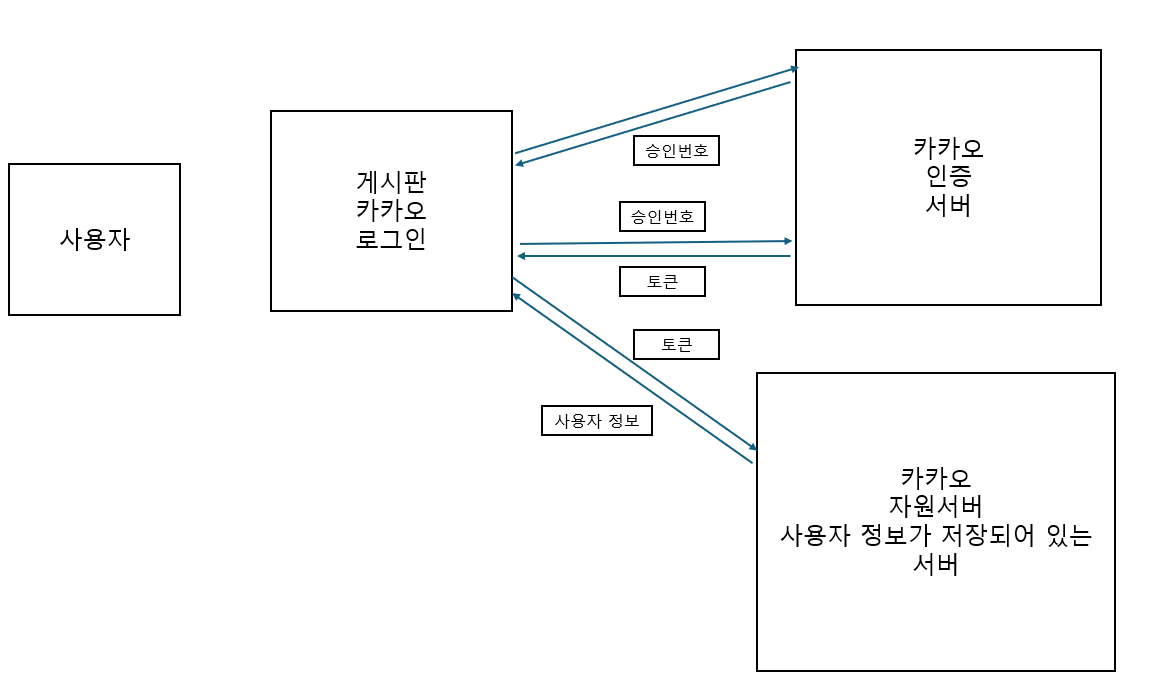 사용자
게시판
카카오
로그인
승인번호
승인번호
토큰
토큰
사용자 정보
카카오
인증
서버
카카오
자원서버
사용자 정보가 저장되어 있는
서버